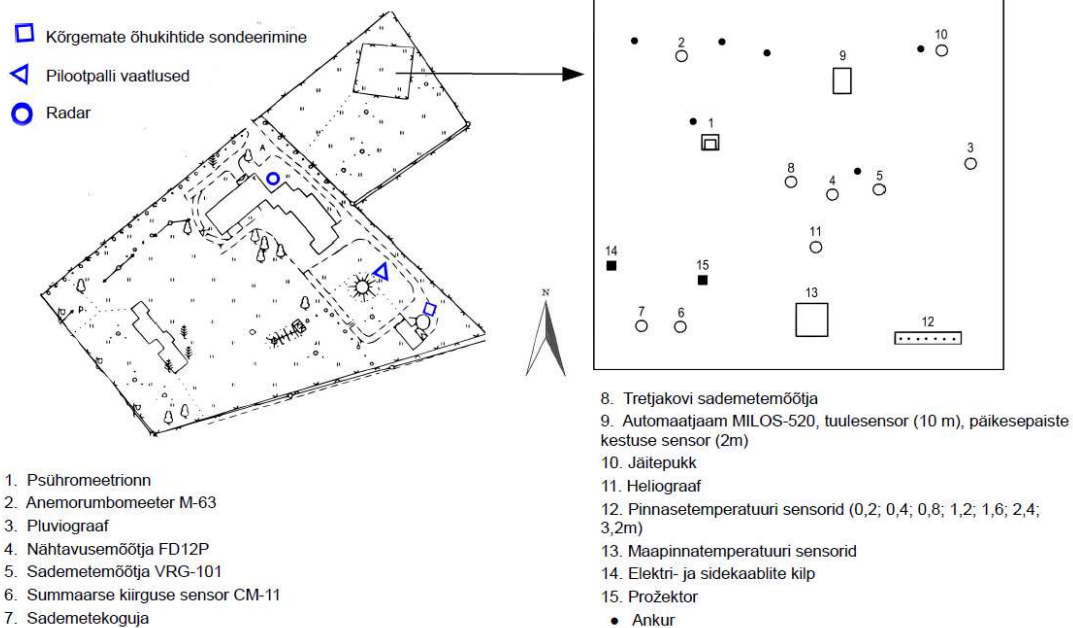 Kõrgemate õhukihtide sondeerimine
Pilootpalli vaatlused
Radar
A
P
N
2
10
9
1
3
8
4
5
11
14
15
13
7
6
12
1. Psühromeetrionn
2. Anemorumbomeeter M-63
3. Pluviograaf
4. Nähtavusemõõtja FD12P
5. Sademetemõõtja VRG-101
6. Summaarse kiirguse sensor CM-11
7. Sademetekoguja
8. Tretjakovi sademetemõõtja
9. Automaatjaam MILOS-520, tuulesensor (10 m), päikesepaiste
kestuse sensor (2m)
10. Jäitepukk
11. Heliograaf
12. Pinnasetemperatuuri sensorid (0,2; 0,4; 0,8; 1,2; 1,6; 2,4;
3,2m)
13. Maapinnatemperatuuri sensorid
14. Elektri- ja sidekaablite kilp
15. Prožektor
● Ankur